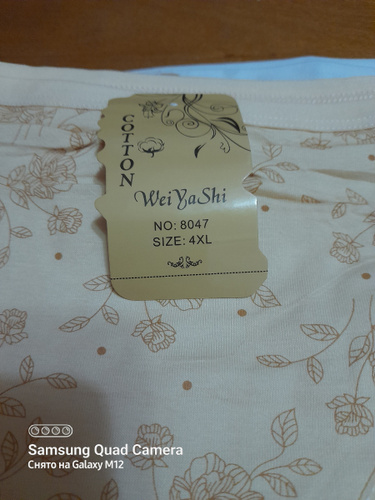 COTTON
WeiYaShi
NO: 8047
SIZE: 4XL
Samsung Quad Camera
Снято на Galaxy M12